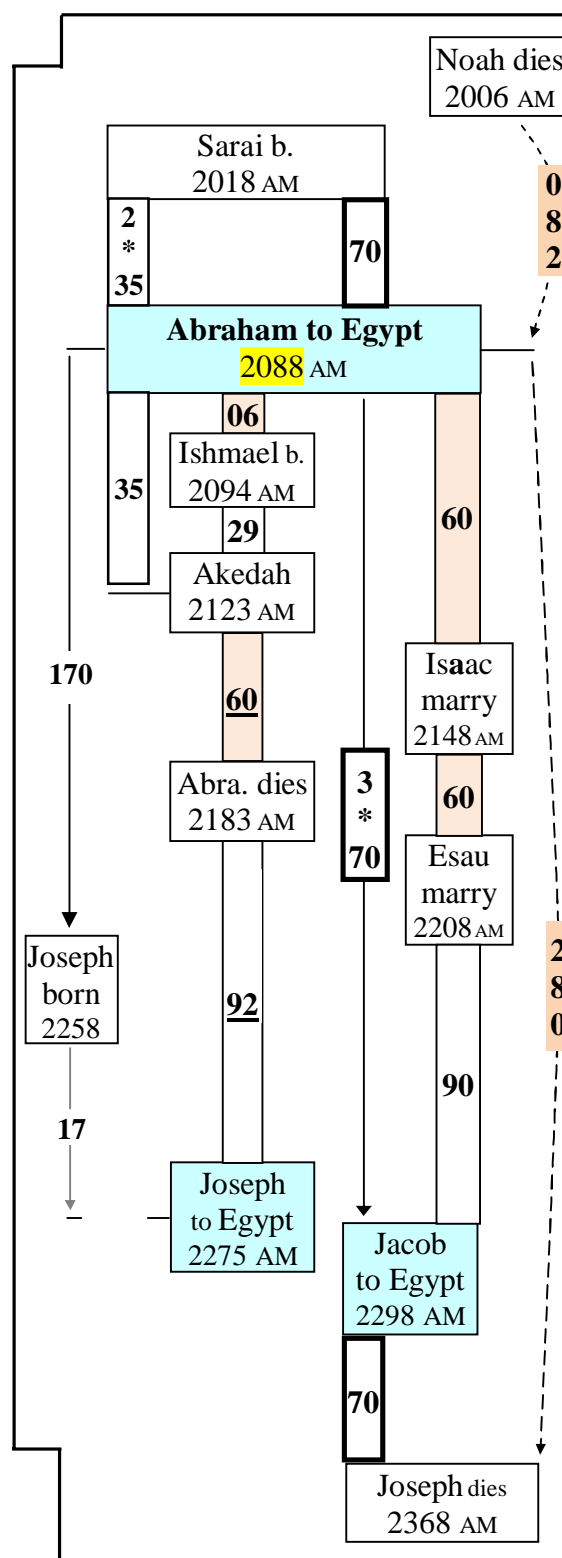 Noah dies
2006 AM
Sarai b.
2018 AM
0
8
2
2
*
35
70
Abraham to Egypt
2088 AM
06
Ishmael b.
2094 AM
35
29
60
Akedah
2123 AM
170
60
Isaac
marry
2148 AM
Abra. dies
2183 AM
3
*
70
60
Esau
marry
2208 AM
Joseph
born
2258
92
2
8
0
90
17
Joseph
to Egypt
2275 AM
Jacob
to Egypt
2298 AM
70
Joseph dies
2368 AM